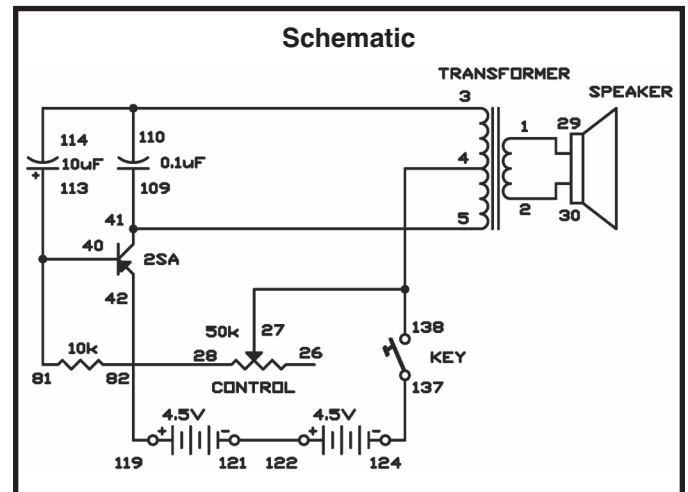 Schematic
TRANSFORMER
3
SPEAKER
114
110
1
29
10uF
0.1uF
4
+
113
109
41
5
2
30
40
2SA
42
50k
27
138
10k
28
26
KEY
81
82
CONTROL
137
4.5V
4.5V
+ - + -
119
121
122
124